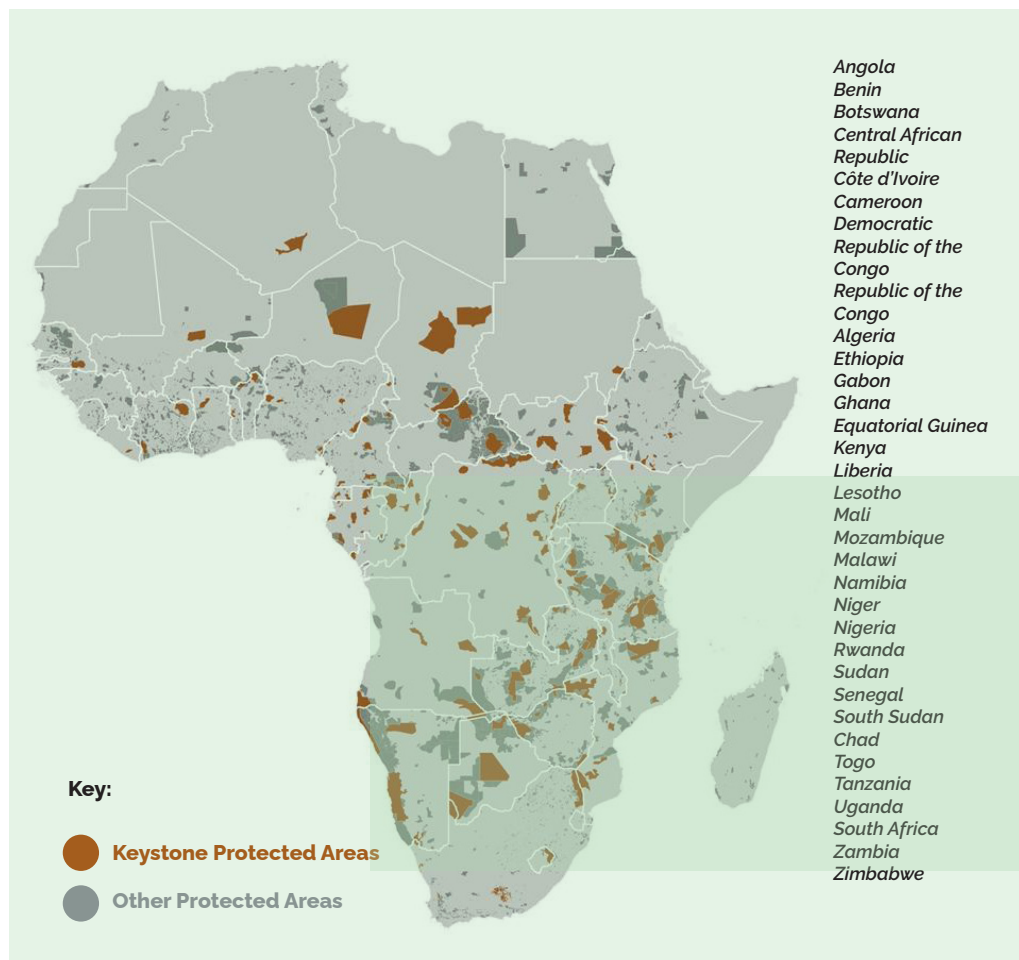 Angola
Benin
Botswana
Central African
Republic
Côte d'Ivoire
Cameroon
Democratic
Republic of the
Congo
Republic of the
Congo
Algeria
Ethiopia
Gabon
Ghana
Equatorial Guinea
Kenya
Liberia
Lesotho
Mali
Mozambique
Malawi
Namibia
Niger
Nigeria
Rwanda
Sudan
Senegal
South Sudan
Chad
Togo
Tanzania
Uganda
South Africa
Zambia
Zimbabwe
Key:
Keystone Protected Areas
Other Protected Areas